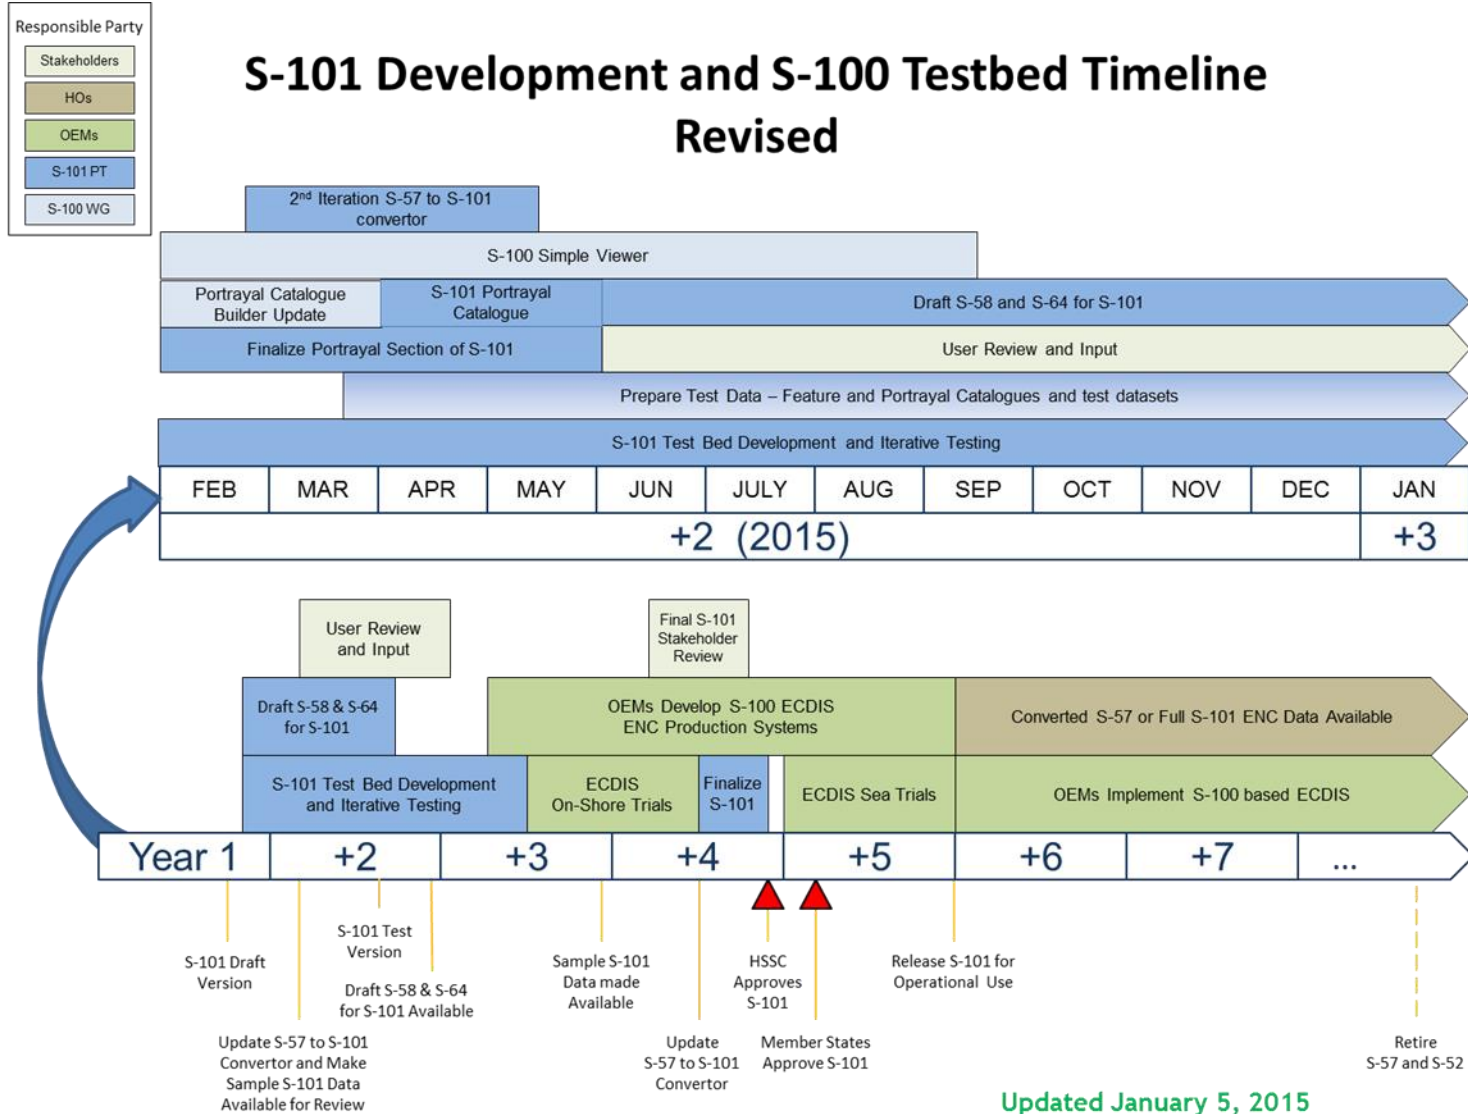 Responsible Party
Stakeholders
HOs
OEMs
S-101 PT
S-100 WG
S-101 Development and S-100 Testbed Timeline
Revised
2nd Iteration S-57 to S-101
convertor
S-100 Simple Viewer
Portrayal Catalogue
Builder Update
S-101 Portrayal
Catalogue
Draft S-58 and S-64 for S-101
Finalize Portrayal Section of S-101
User Review and Input
Prepare Test Data – Feature and Portrayal Catalogues and test datasets
S-101 Test Bed Development and Iterative Testing
FEB MAR APR MAY JUN JULY AUG SEP OCT NOV DEC JAN
+2 (2015) +3
User Review
and Input
Final S-101
Stakeholder
Review
Draft S-58 & S-64
for S-101
OEMs Develop S-100 ECDIS
ENC Production Systems
Converted S-57 or Full S-101 ENC Data Available
S-101 Test Bed Development
and Iterative Testing
ECDIS
On-Shore Trials
Finalize
S-101
ECDIS Sea Trials
OEMs Implement S-100 based ECDIS
Year 1 +2 +3 +4 +5 +6 +7 ...
S-101 Draft
Version
Update S-57 to S-101
Convertor and Make
Sample S-101 Data
Available for Review
S-101 Test
Version
Draft S-58 & S-64
for S-101 Available
Sample S-101
Data made
Available
Update
S-57 to S-101
Convertor
HSSC
Approves
S-101
Member States
Approve S-101
Release S-101 for
Operational Use
Retire
S-57 and S-52
Updated January 5, 2015